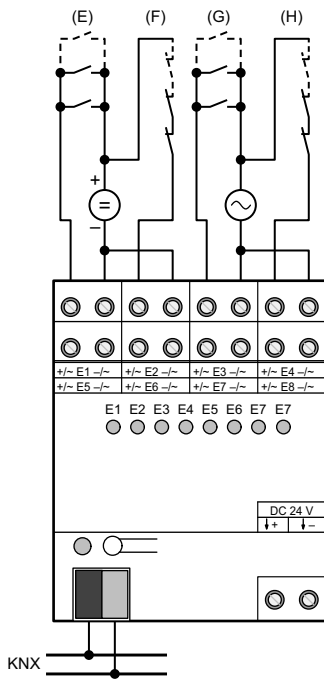 (E) (F) (G) (H)
+
=
–
+/~ E1 –/~ +/~ E2 –/~ +/~ E3 –/~ +/~ E4 –/~
+/~ E5 –/~ +/~ E6 –/~ +/~ E7 –/~ +/~ E8 –/~
E1 E2 E3 E4 E5 E6 E7 E7
DC 24 V
+ –
KNX